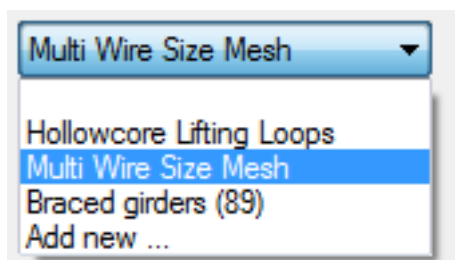 Multi Wire Size Mesh
Hollowcore Lifting Loops
Multi Wire Size Mesh
Braced girders (89)
Add new ...